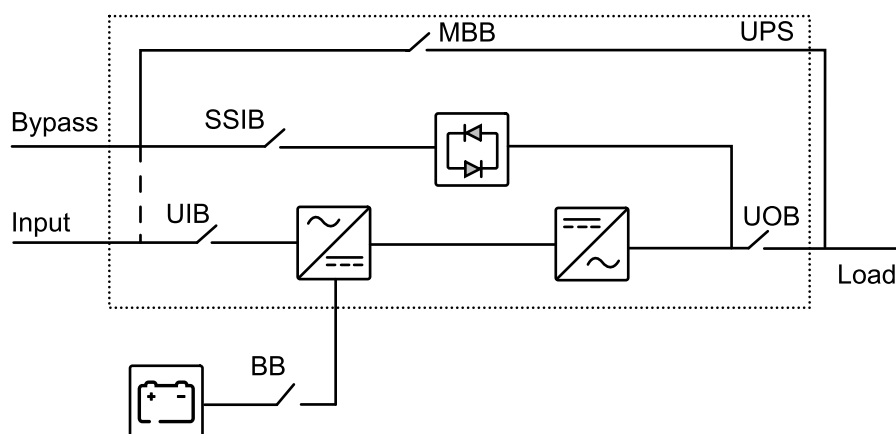 MBB
UPS
Bypass
SSIB
Input
UIB
UOB
Load
BB
+ -